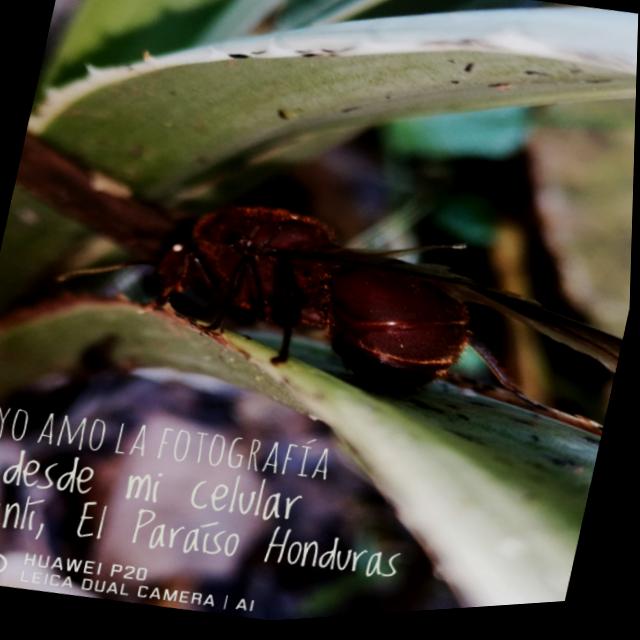 YO AMO LA FOTOGRAFÍA
desde mi celular
El Paraíso Honduras
HUAWEI P20
LEICA DUAL CAMERA | AI